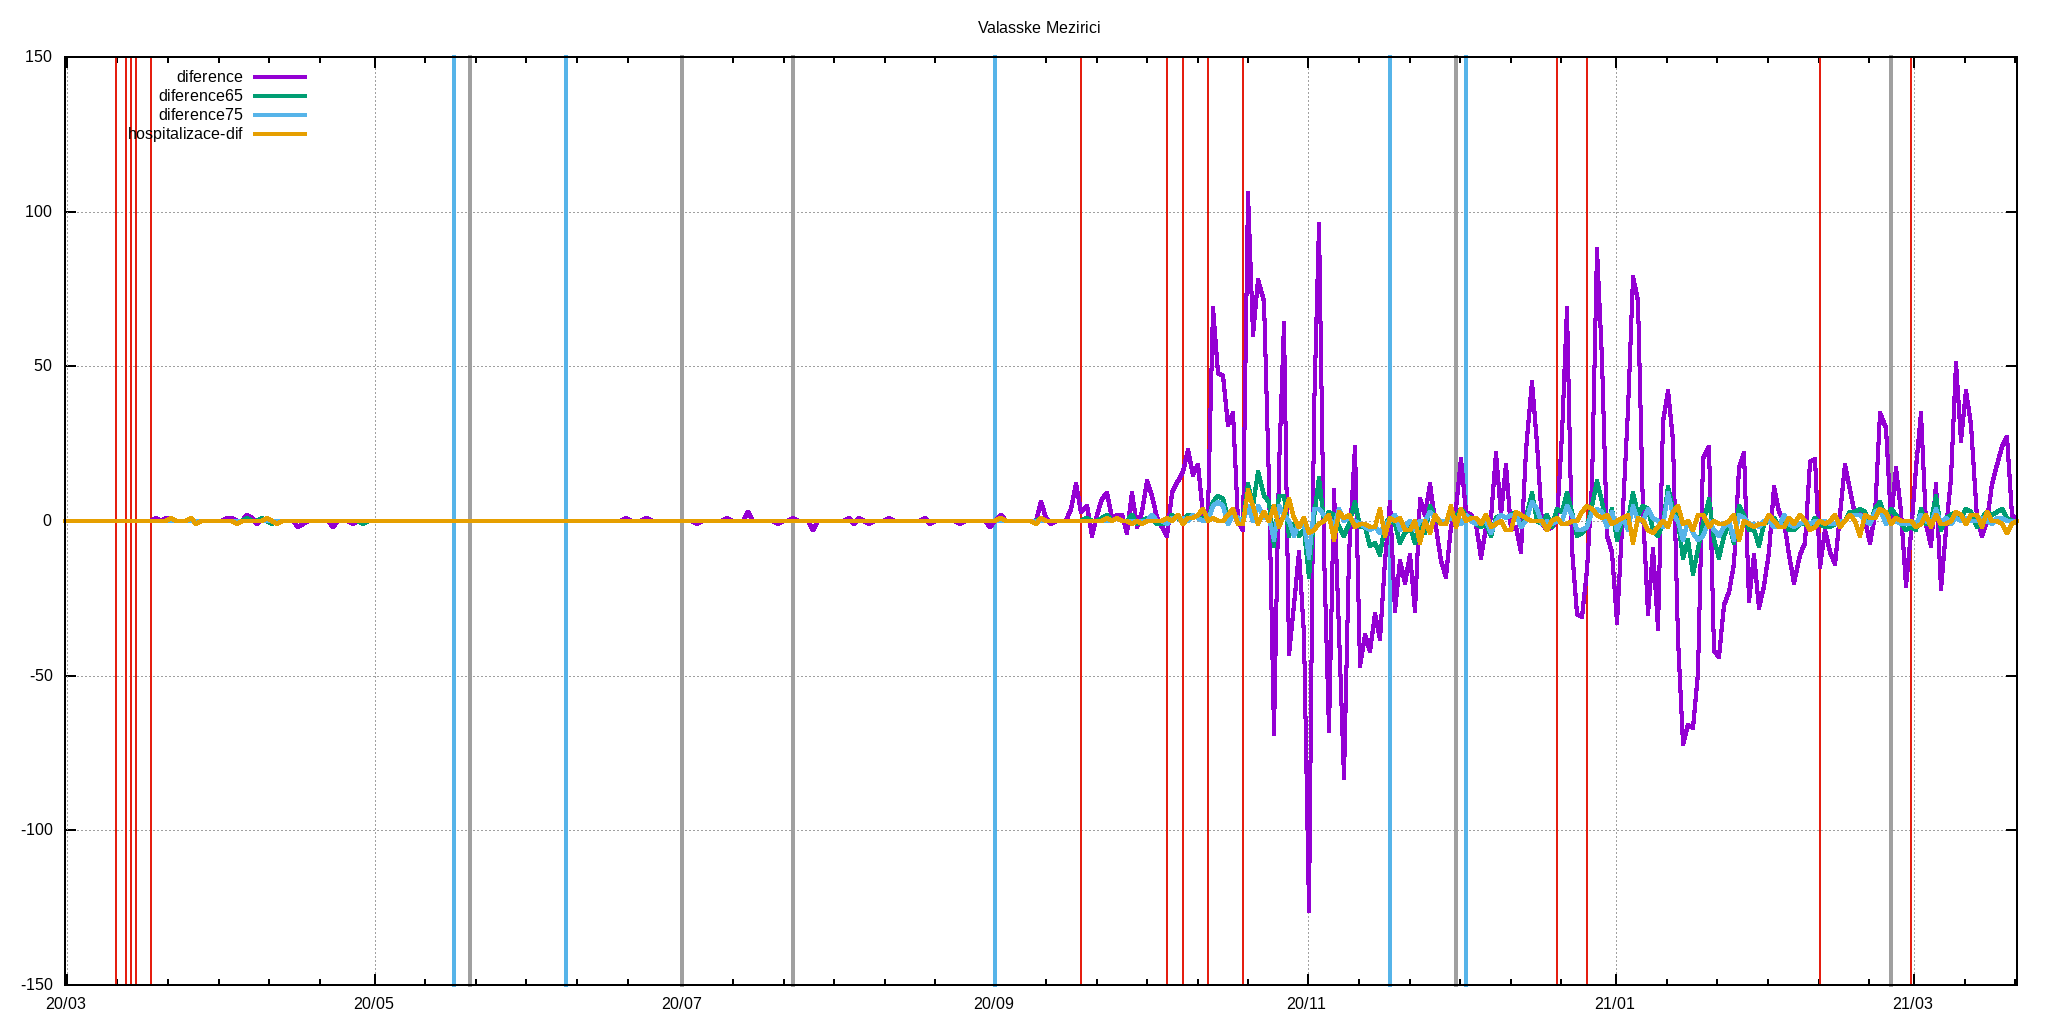 Valasske Mezirici
150
diference
diference65
diference75
hospitalizace-dif
100
50
0
-50
-100
-150
20/03 20/05 20/07 20/09 20/11 21/01 21/03